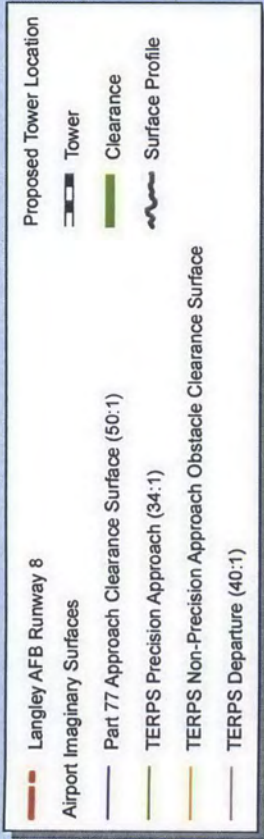 Langley AFB Runway 8
Airport Imaginary Surfaces
Part 77 Approach Clearance Surface (50:1)
TERPS Precision Approach (34:1)
TERPS Non-Precision Approach Obstacle Clearance Surface
TERPS Departure (40:1)
Proposed Tower Location
Tower
Clearance
Surface Profile